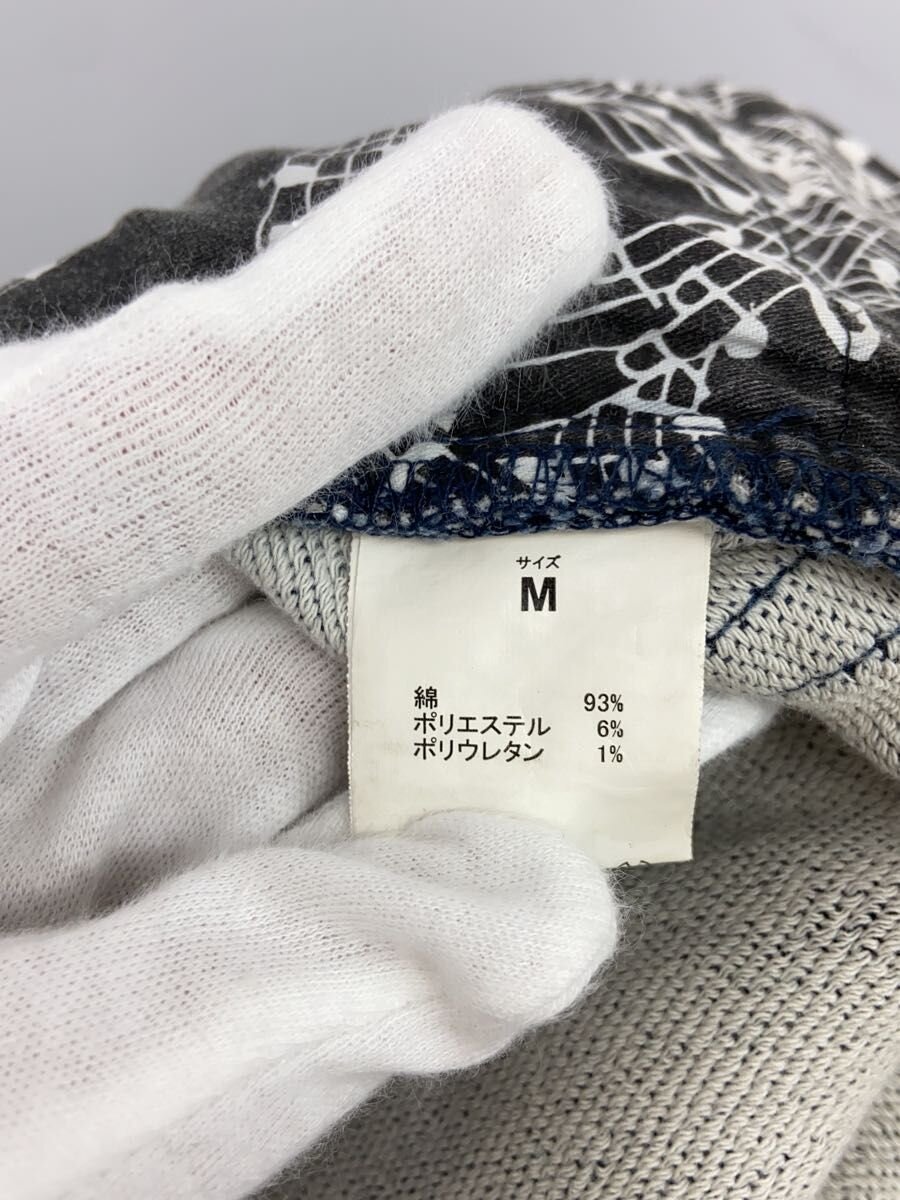 サイズ
M
綿 93%
ポリエステル 6%
ポリウレタン 1%